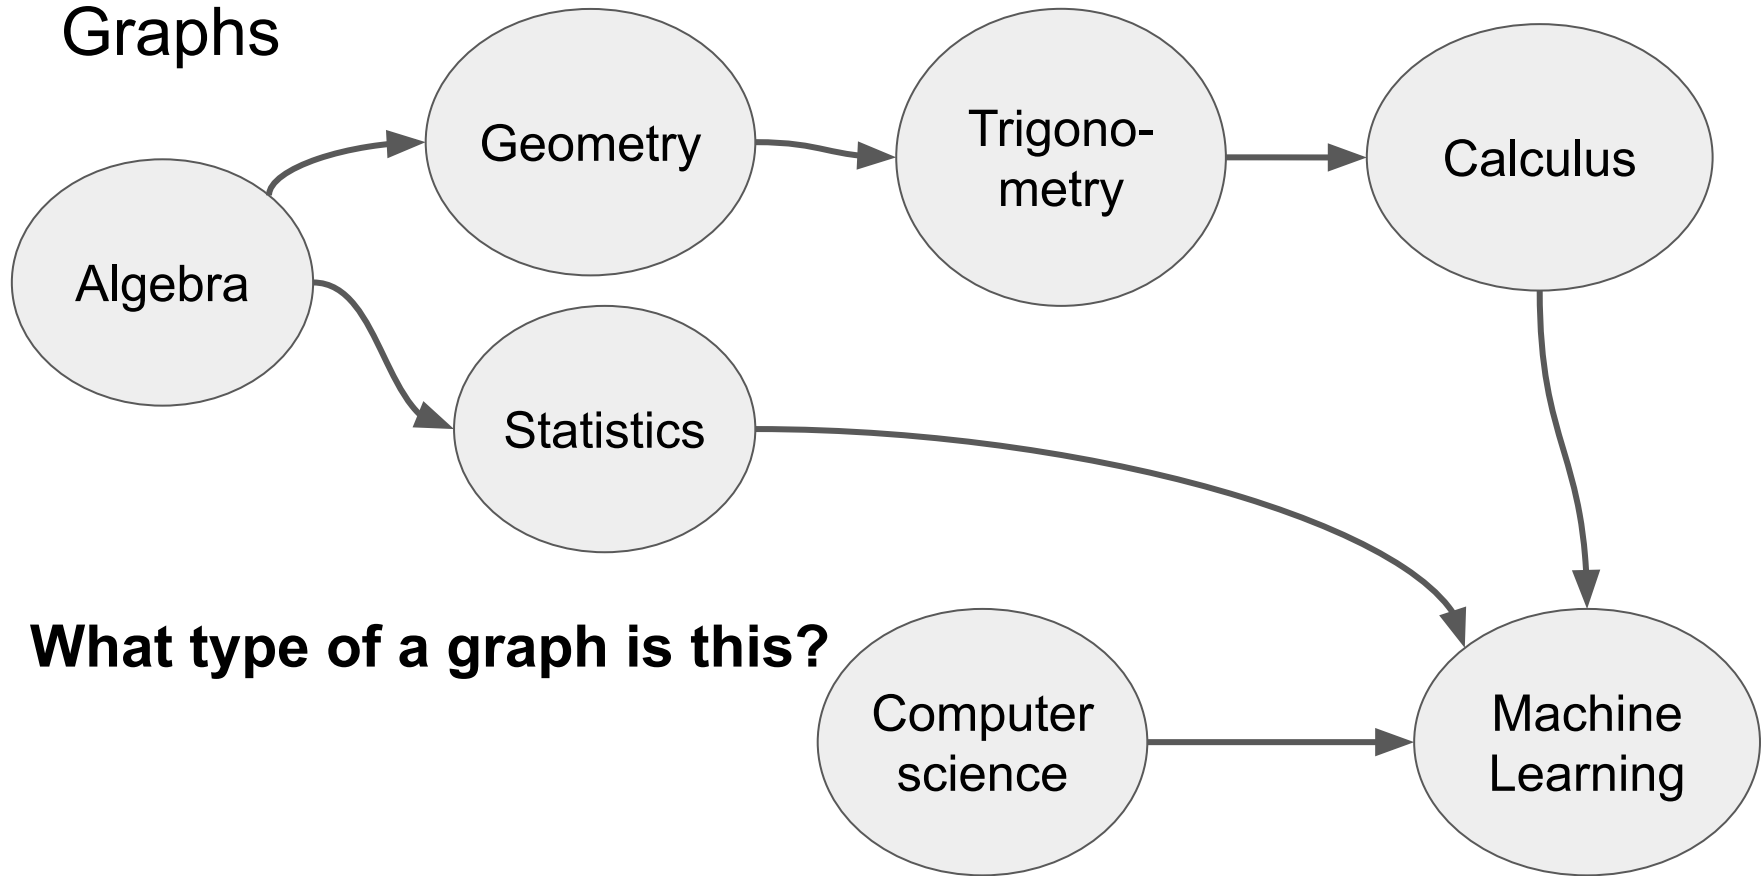 Graphs
Geometry
Trigono-
metry
Calculus
Algebra
Statistics
What type of a graph is this?
Computer
science
Machine
Learning